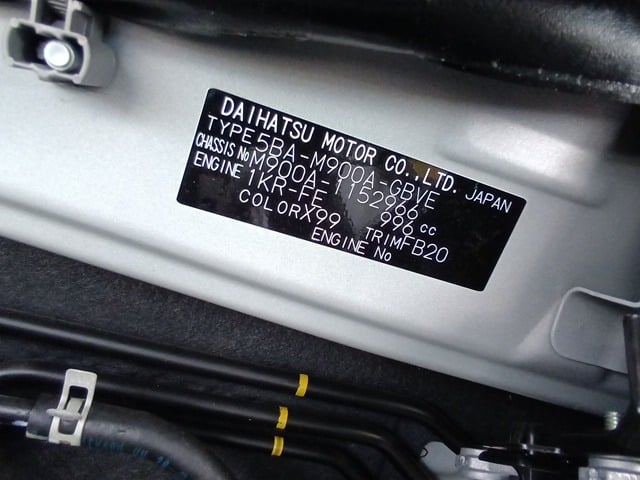 DAIHATSU MOTOR CO.,LTD. JAPAN
TYPE 5BA-M900A-GBVE
CHASSIS No M900A-1152966
ENGINE 1KR-FE 996 cc
COLOR X99 TRIM FB20
ENGINE No